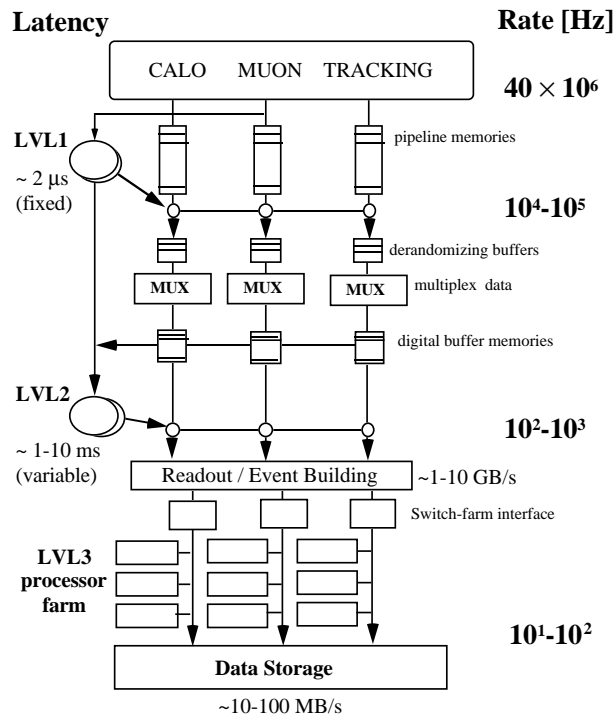 Latency
Rate [Hz]
CALO MUON TRACKING
40 × 10⁶
LVL1
pipeline memories
~ 2 μs
(fixed)
10⁴-10⁵
derandomizing buffers
MUX MUX MUX
multiplex data
digital buffer memories
LVL2
10²-10³
~ 1-10 ms
(variable)
Readout / Event Building
~1-10 GB/s
Switch-farm interface
LVL3
processor
farm
10¹-10²
Data Storage
~10-100 MB/s